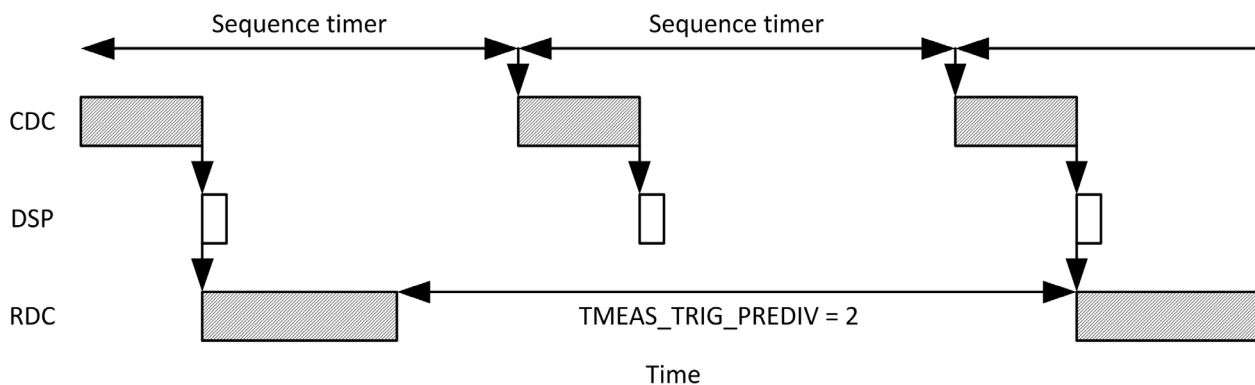 Sequence timer
Sequence timer
CDC
DSP
RDC
TMEAS_TRIG_PREDIV = 2
Time